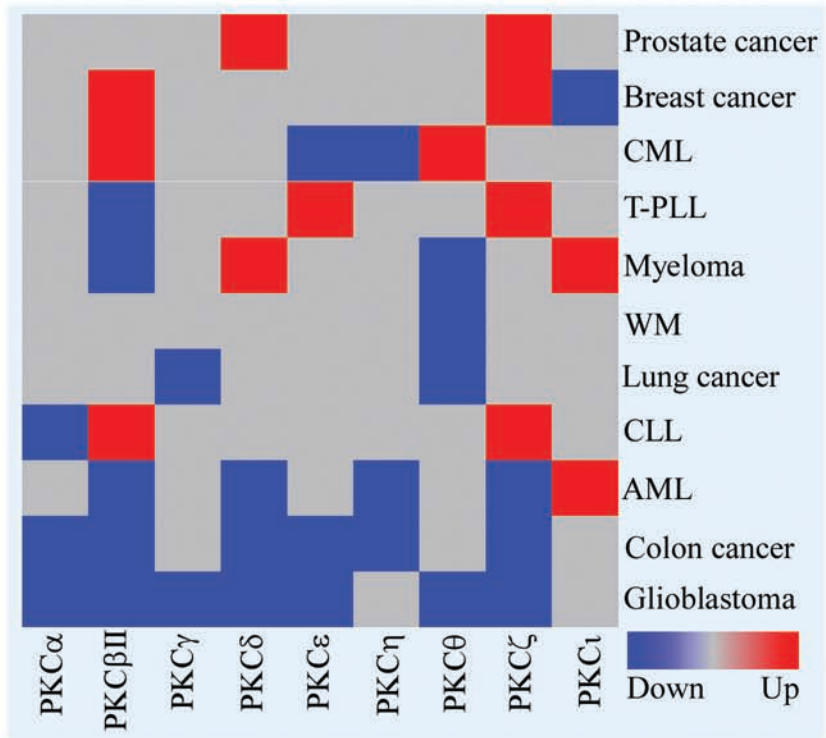 Prostate cancer
Breast cancer
CML
T-PLL
Myeloma
WM
Lung cancer
CLL
AML
Colon cancer
Glioblastoma
PKCα
PKCβII
PKCγ
PKCδ
PKCε
PKCη
PKCθ
PKCζ
PKCι
Down Up